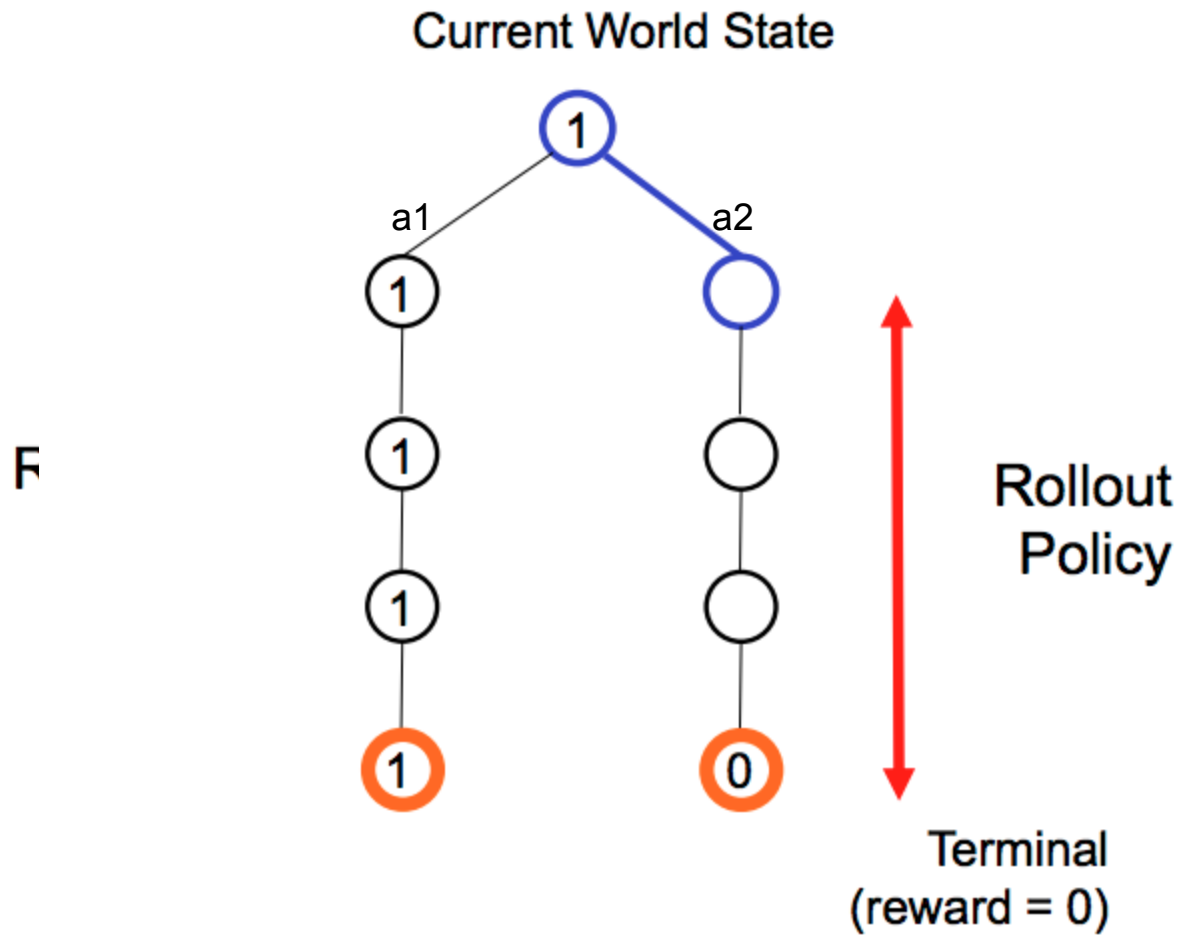 Current World State
1
a1
a2
1
1
Rollout
Policy
1
1
0
Terminal
(reward = 0)